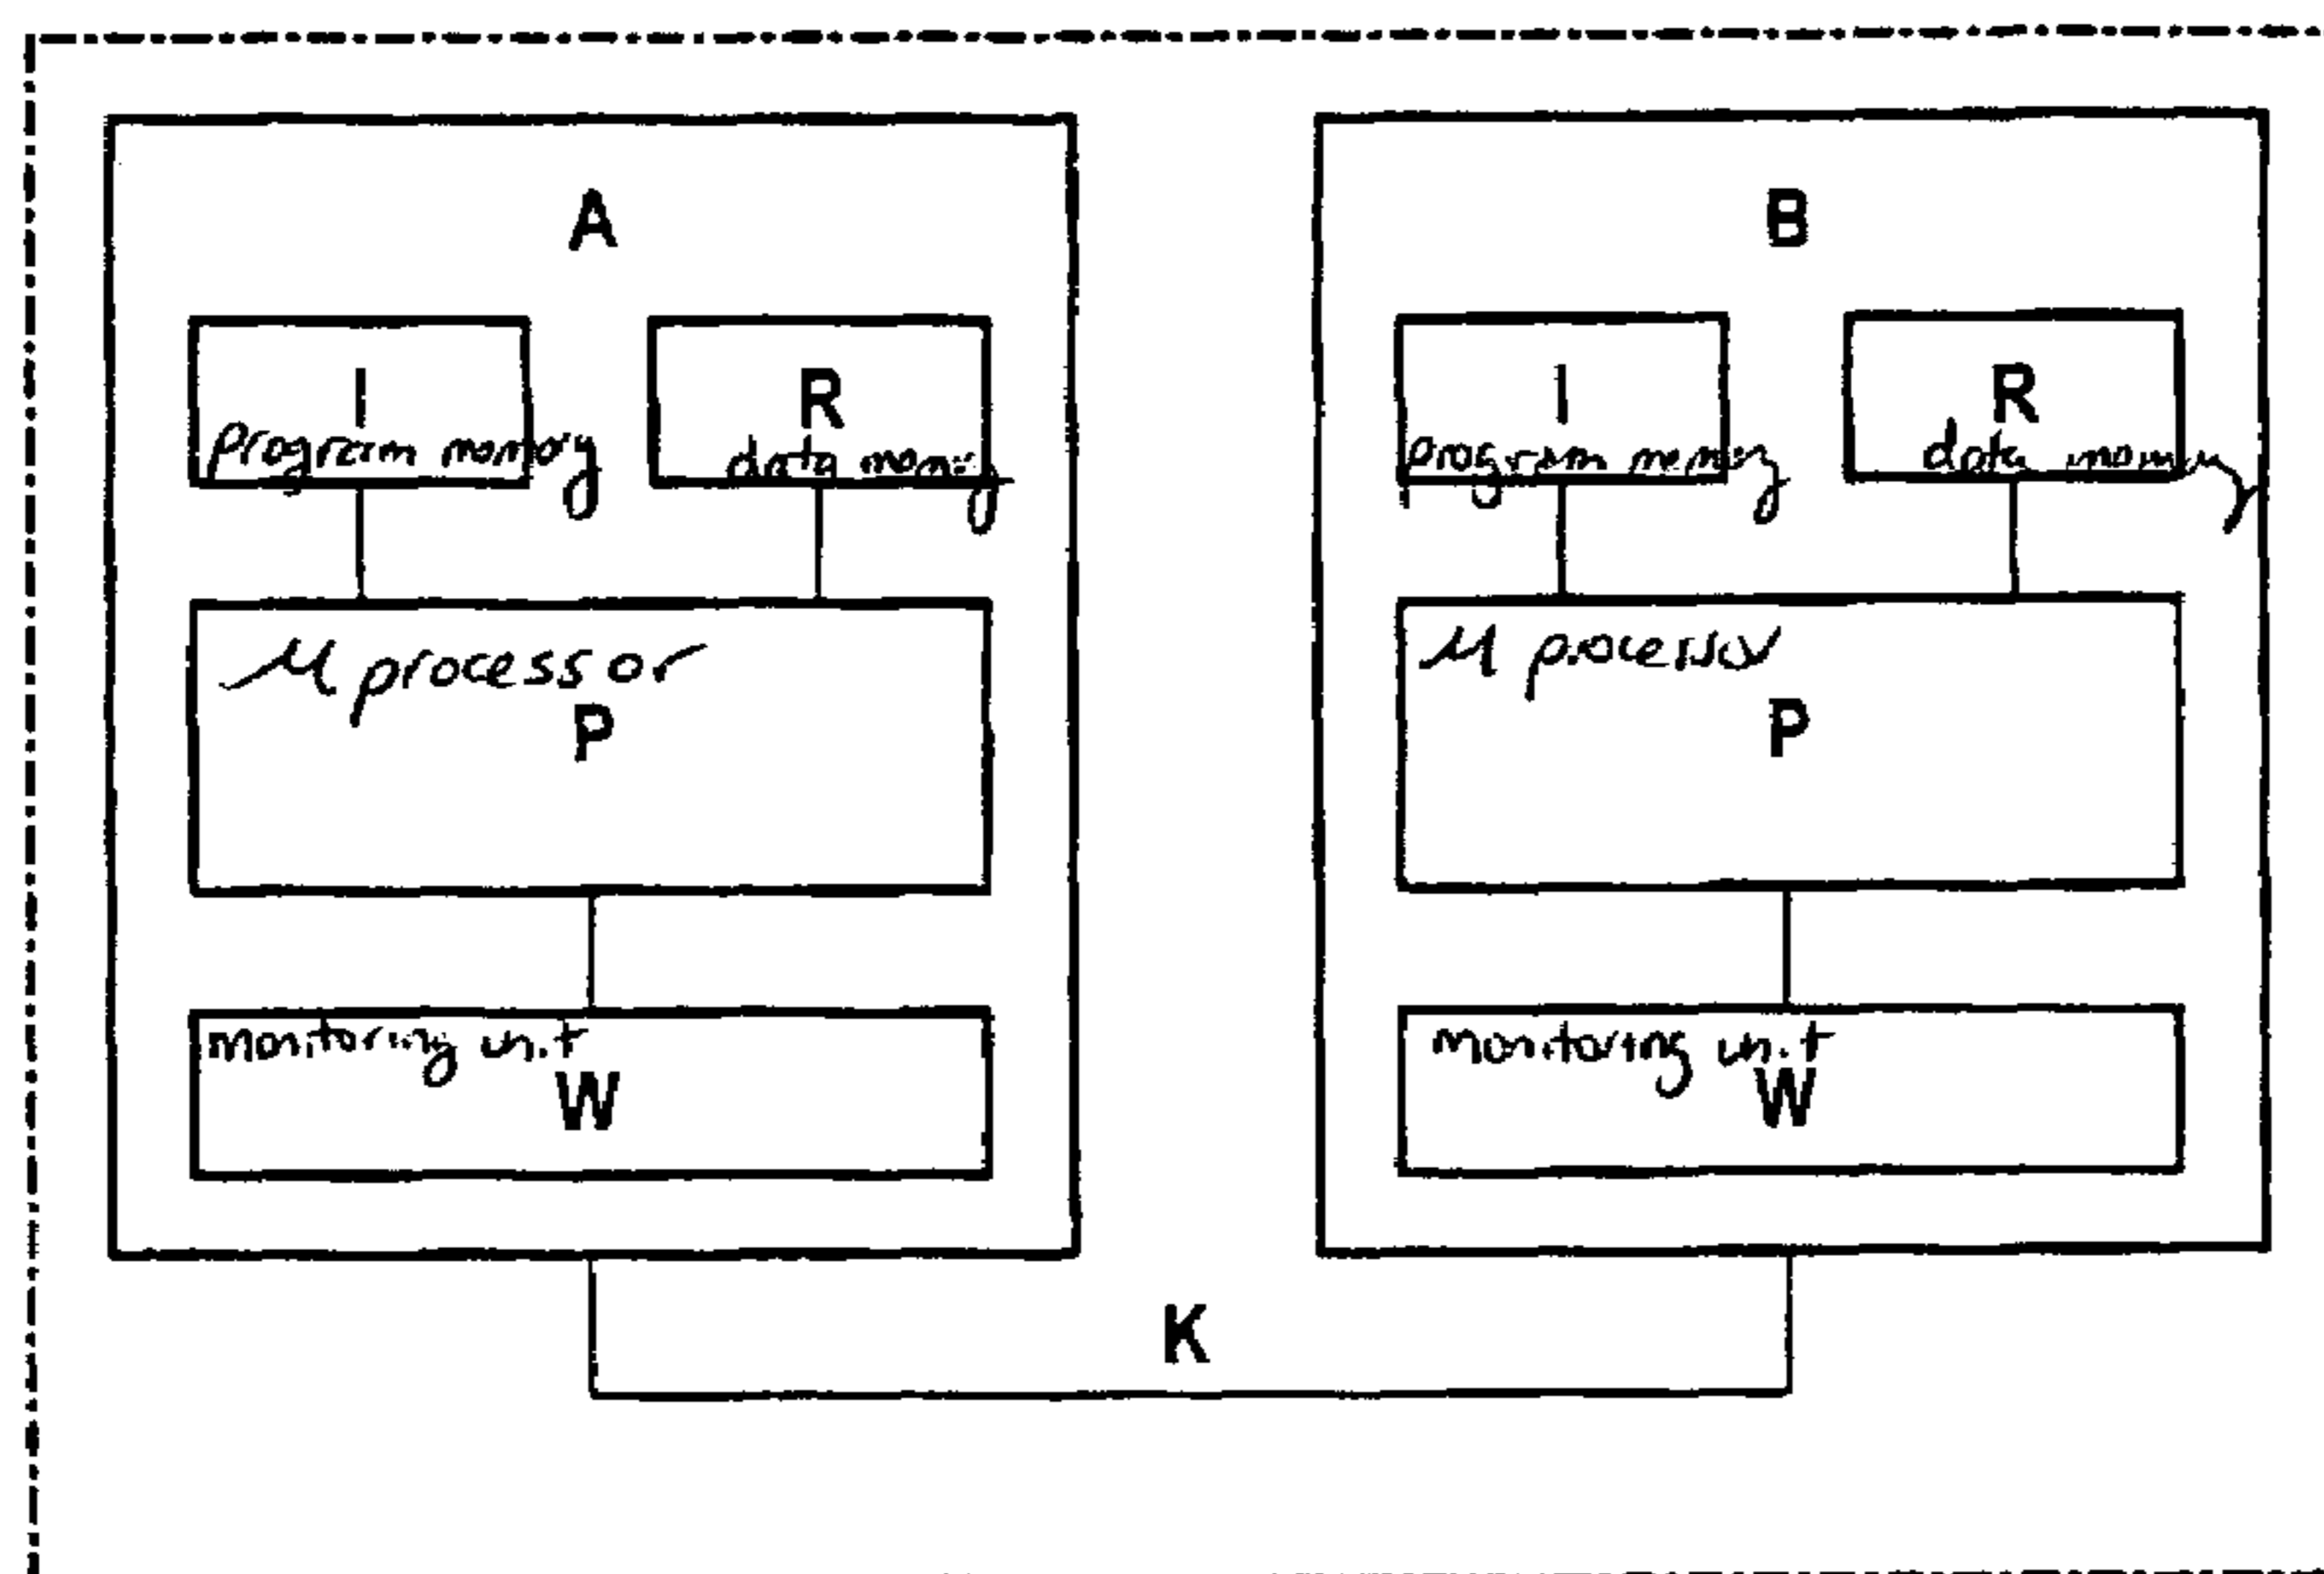 A
B
I
R
I
R
program memory
data memory
program memory
data memory
μ processor
μ processor
P
P
monitoring unit
monitoring unit
W
W
K